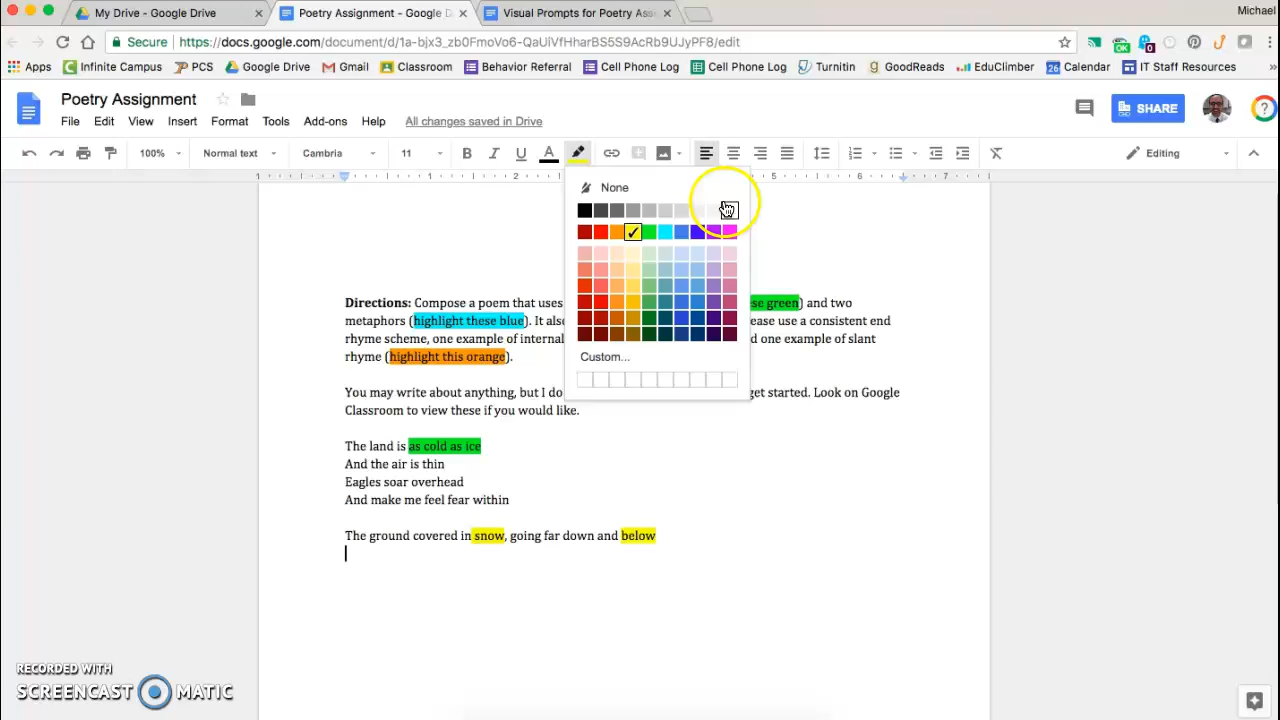 My Drive - Google Drive
Poetry Assignment - Google D
Visual Prompts for Poetry Ass
Michael
Secure
https://docs.google.com/document/d/1a-bjx3_zb0FmoVo6-QaUiVfHharBS5S9AcRb9UJyPF8/edit
Apps Infinite Campus PCS Google Drive Gmail Classroom Behavior Referral Cell Phone Log Cell Phone Log Turnitin GoodReads EduClimber Calendar IT Staff Resources
Poetry Assignment
SHARE
File Edit View Insert Format Tools Add-ons Help All changes saved in Drive
100% Normal text Cambria 11 B I U A Editing
1 2 6 7
None
Directions: Compose a poem that uses se green) and two
metaphors (highlight these blue). It also ease use a consistent end
rhyme scheme, one example of internal d one example of slant
rhyme (highlight this orange).
Custom...
You may write about anything, but I do get started. Look on Google
Classroom to view these if you would like.
The land is as cold as ice
And the air is thin
Eagles soar overhead
And make me feel fear within
The ground covered in snow, going far down and below
RECORDED WITH
SCREENCAST MATIC